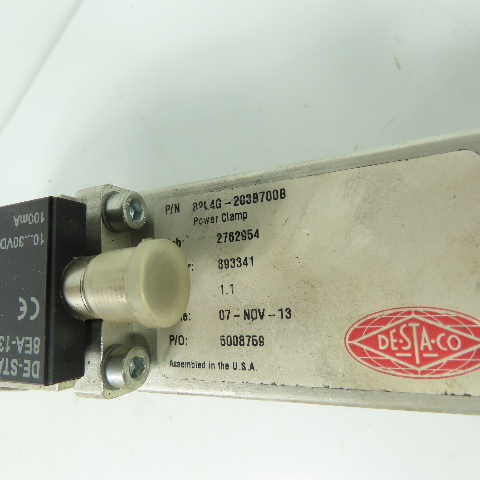 P/N 82L4G-203B700B
Power Clamp
2762954
893341
1.1
07-NOV-13
P/O: 5008759
Assembled in the U.S.A.
DE-STA-CO
10...30VD
100mA
CE
DE-STA
8EA-13